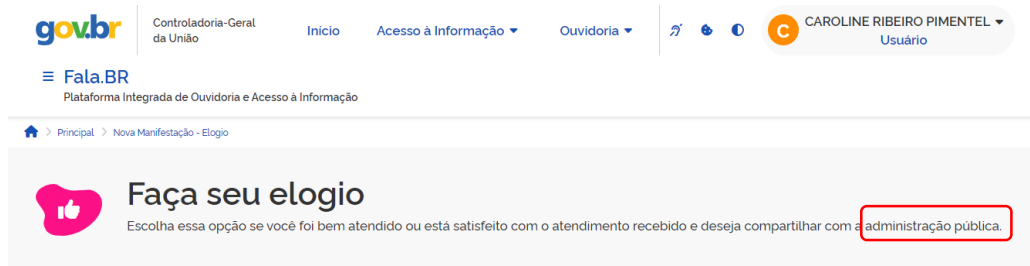 gov.br
Controladoria-Geral
da União
Início
Acesso à Informação
Ouvidoria
C
CAROLINE RIBEIRO PIMENTEL
Usuário
Fala.BR
Plataforma Integrada de Ouvidoria e Acesso à Informação
Principal > Nova Manifestação - Elogio
Faça seu elogio
Escolha essa opção se você foi bem atendido ou está satisfeito com o atendimento recebido e deseja compartilhar com a administração pública.